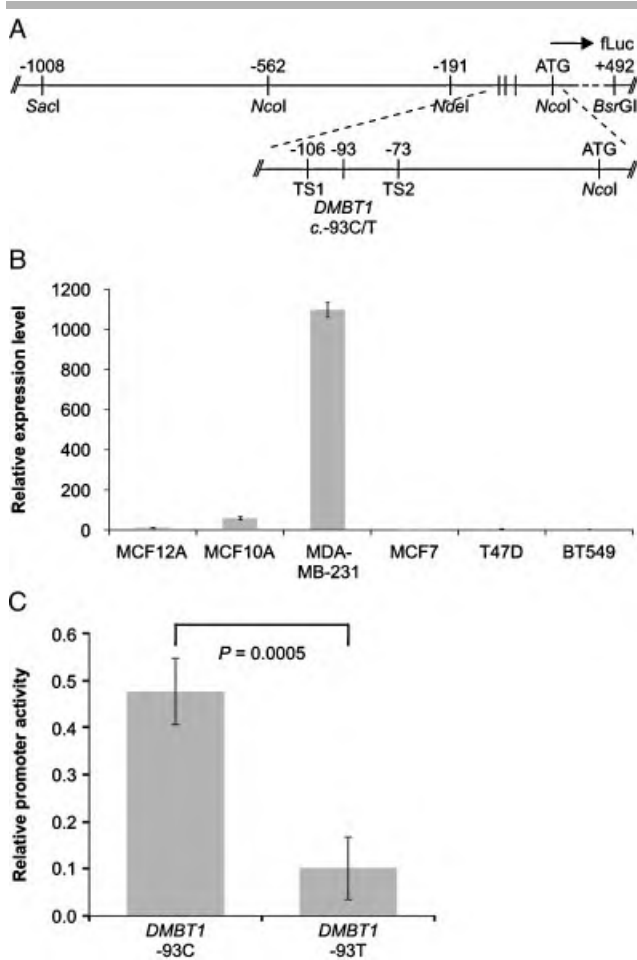 A
fLuc
-1008 -562 -191 ATG +492
SacI NcoI NdeI NcoI BsrGI
-106 -93 -73 ATG
TS1 TS2 NcoI
DMBT1
c.-93C/T
B
Relative expression level
1200
1000
800
600
400
200
0
MCF12A MCF10A MDA-MB-231 MCF7 T47D BT549
C
Relative promoter activity
0.6
0.5
0.4
0.3
0.2
0.1
0.0
P = 0.0005
DMBT1 DMBT1
-93C -93T